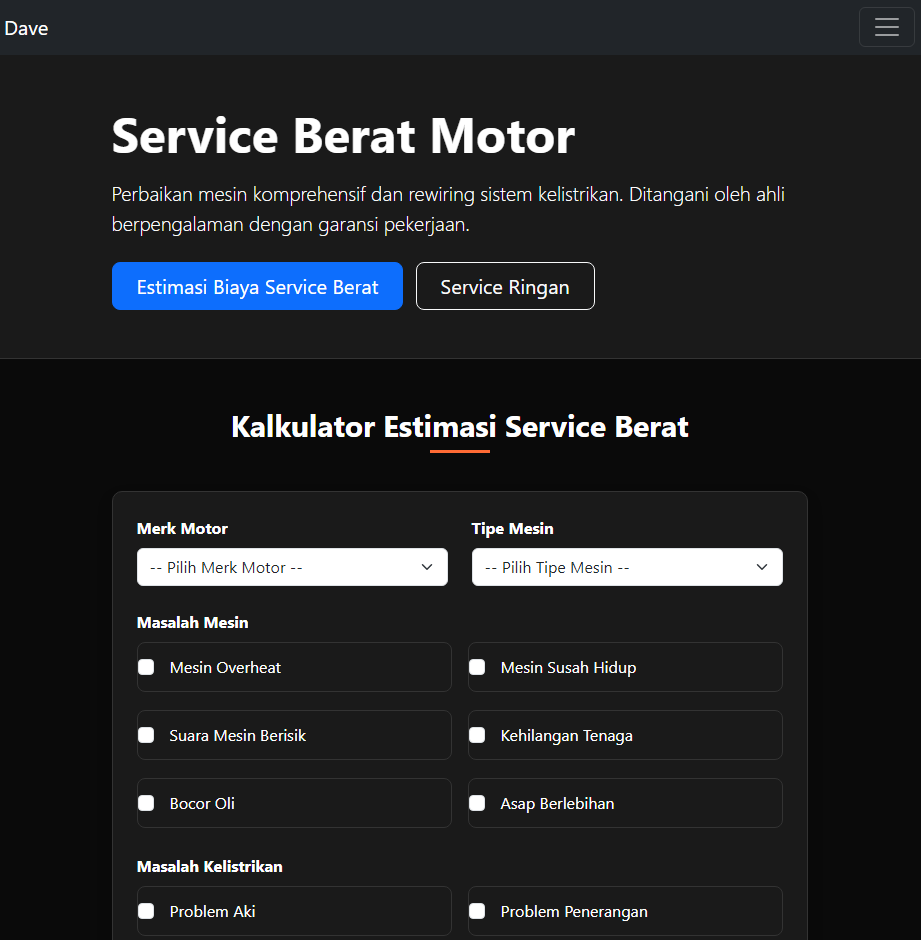 Dave
Service Berat Motor
Perbaikan mesin komprehensif dan rewiring sistem kelistrikan. Ditangani oleh ahli
berpengalaman dengan garansi pekerjaan.
Estimasi Biaya Service Berat
Service Ringan
Kalkulator Estimasi Service Berat
Merk Motor
Tipe Mesin
-- Pilih Merk Motor --
-- Pilih Tipe Mesin --
Masalah Mesin
Mesin Overheat
Mesin Susah Hidup
Suara Mesin Berisik
Kehilangan Tenaga
Bocor Oli
Asap Berlebihan
Masalah Kelistrikan
Problem Aki
Problem Penerangan